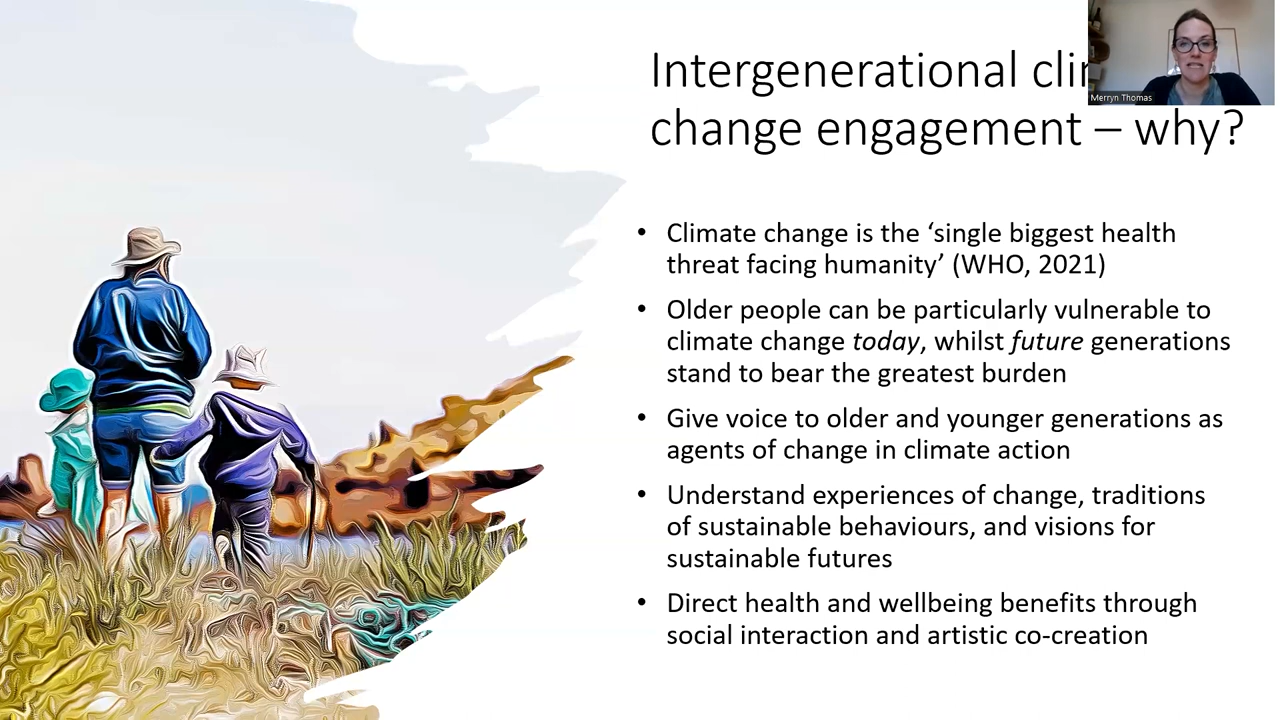 Intergenerational
change engagement – why?
Merryn Thomas
• Climate change is the ‘single biggest health
threat facing humanity’ (WHO, 2021)
• Older people can be particularly vulnerable to
climate change today, whilst future generations
stand to bear the greatest burden
• Give voice to older and younger generations as
agents of change in climate action
• Understand experiences of change, traditions
of sustainable behaviours, and visions for
sustainable futures
• Direct health and wellbeing benefits through
social interaction and artistic co-creation